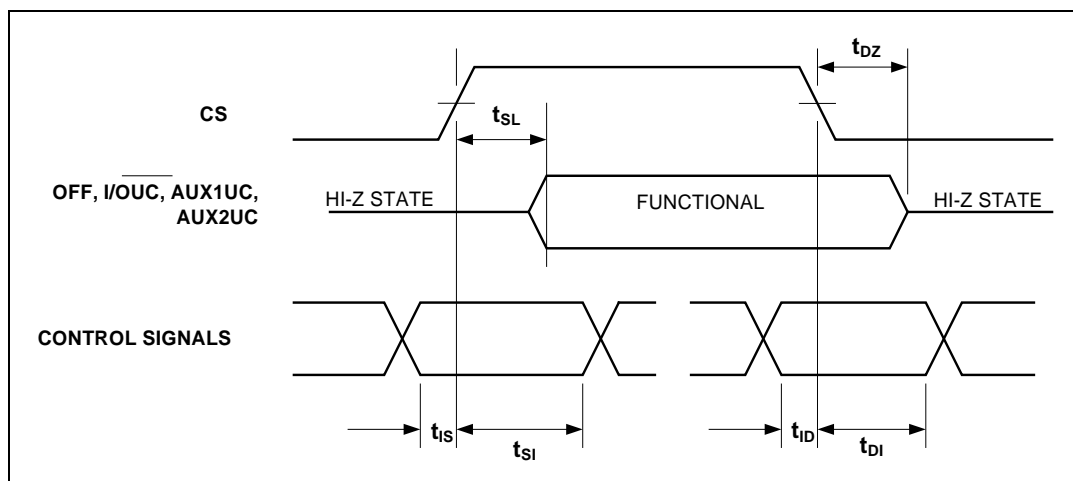 CS
tSL
tDZ
OFF, I/OUC, AUX1UC,
AUX2UC
HI-Z STATE
FUNCTIONAL
HI-Z STATE
CONTROL SIGNALS
tIS
tSI
tID
tDI